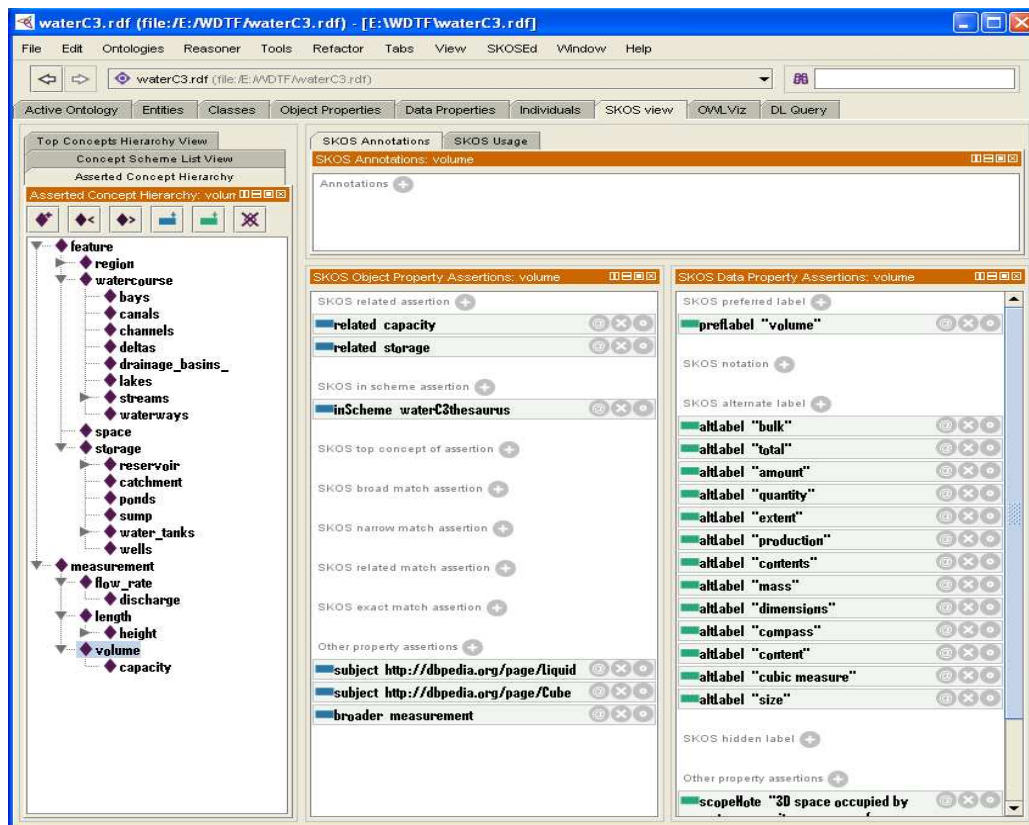 waterC3.rdf (file:/E:/WDTF/waterC3.rdf) - [E:\WDTF\waterC3.rdf]
File Edit Ontologies Reasoner Tools Refactor Tabs View SKOSEd Window Help
waterC3.rdf (file:/E:/WDTF/waterC3.rdf)
Active Ontology Entities Classes Object Properties Data Properties Individuals SKOS view OWLViz DL Query
Top Concepts Hierarchy View
Concept Scheme List View
Asserted Concept Hierarchy
Asserted Concept Hierarchy: volum
feature
region
watercourse
bays
canals
channels
deltas
drainage_basins_
lakes
streams
waterways
space
storage
reservoir
catchment
ponds
sump
water_tanks
wells
measurement
flow_rate
discharge
length
height
volume
capacity
SKOS Annotations SKOS Usage
SKOS Annotations: volume
Annotations
SKOS Object Property Assertions: volume
SKOS related assertion
related capacity
related storage
SKOS in scheme assertion
inScheme waterC3thesaurus
SKOS top concept of assertion
SKOS broad match assertion
SKOS narrow match assertion
SKOS related match assertion
SKOS exact match assertion
Other property assertions
subject http://dbpedia.org/page/Liquid
subject http://dbpedia.org/page/Cube
broader measurement
SKOS Data Property Assertions: volume
SKOS preferred label
prefLabel "volume"
SKOS notation
SKOS alternate label
altLabel "bulk"
altLabel "total"
altLabel "amount"
altLabel "quantity"
altLabel "extent"
altLabel "production"
altLabel "contents"
altLabel "mass"
altLabel "dimensions"
altLabel "compass"
altLabel "content"
altLabel "cubic measure"
altLabel "size"
SKOS hidden label
Other property assertions
scopeNote "3D space occupied by